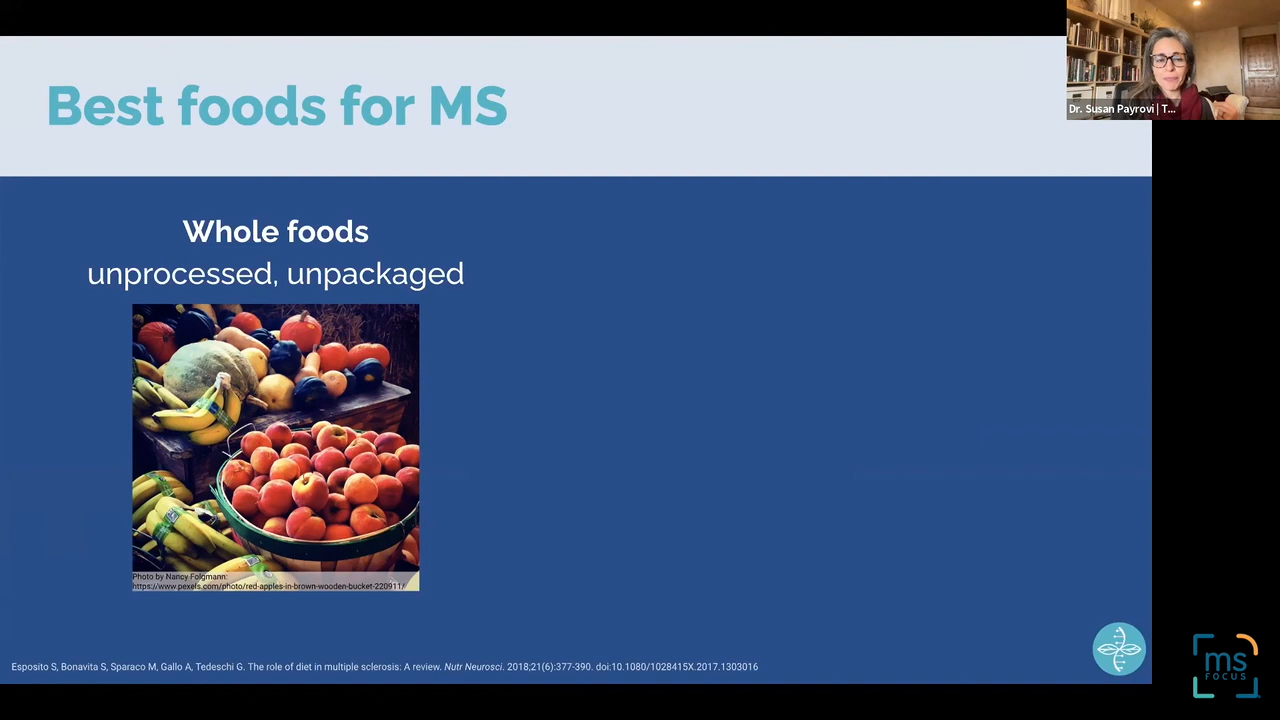 Best foods for MS
Dr. Susan Payrovi | T...
Whole foods
unprocessed, unpackaged
Photo by Nancy Folgmann:
https://www.pexels.com/photo/red-apples-in-brown-wooden-bucket-220911/
Esposito S, Bonavita S, Sparaco M, Gallo A, Tedeschi G. The role of diet in multiple sclerosis: A review. Nutr Neurosci. 2018;21(6):377-390. doi:10.1080/1028415X.2017.1303016
ms
FOCUS